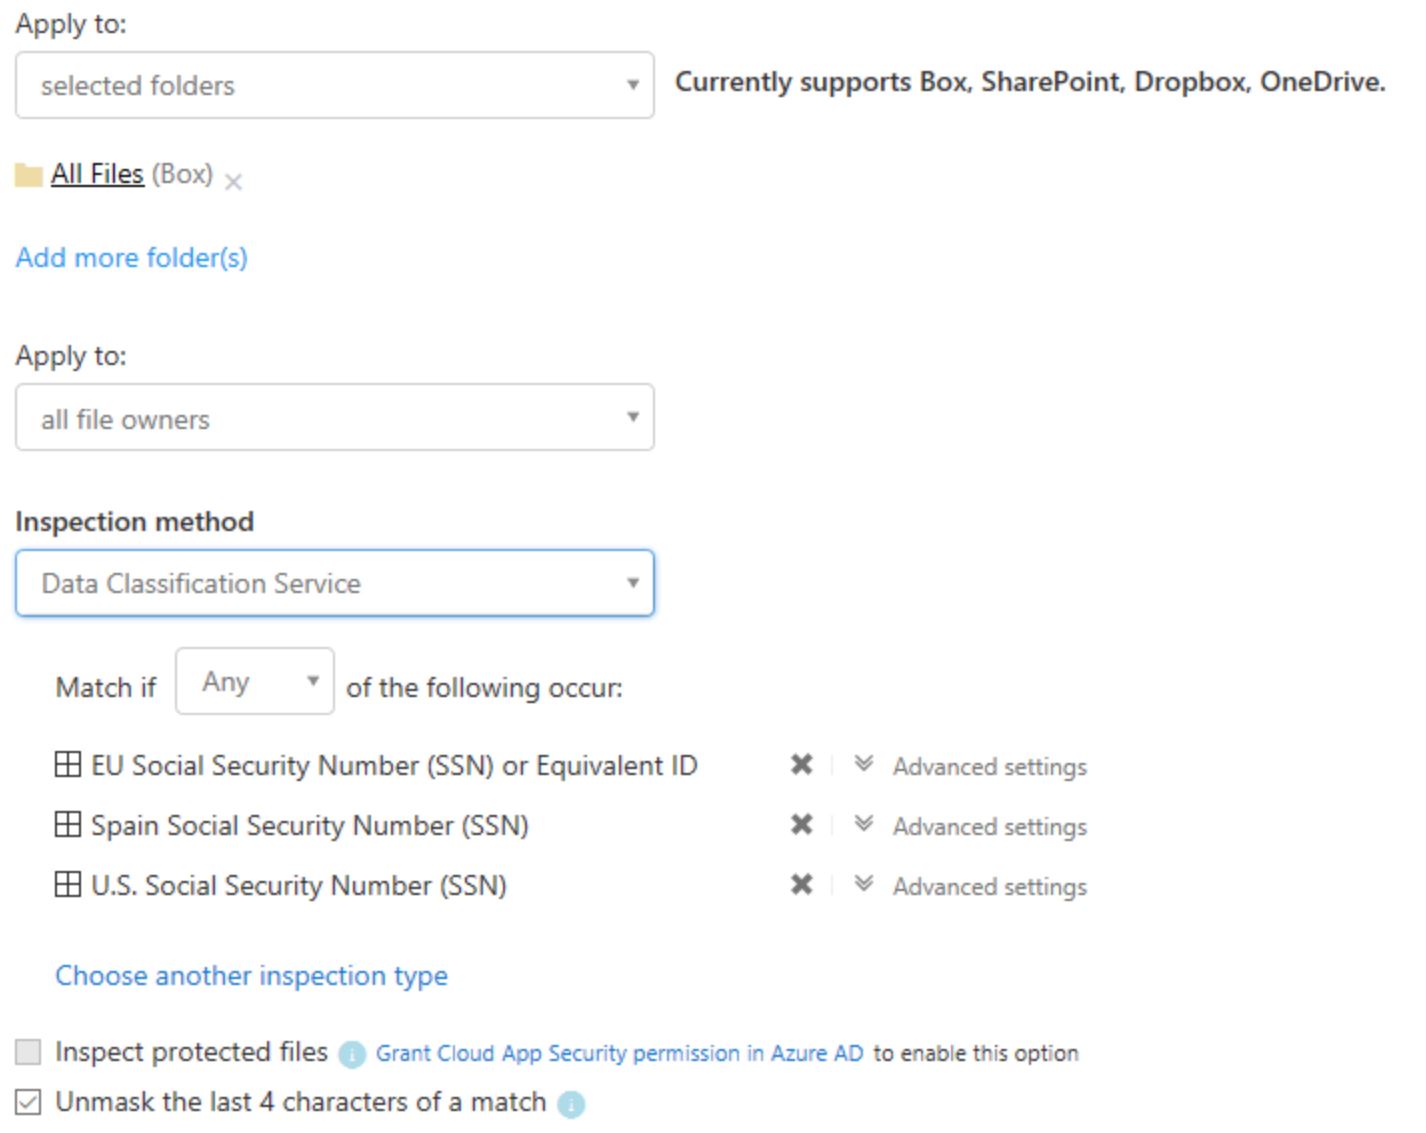 Apply to:
selected folders
Currently supports Box, SharePoint, Dropbox, OneDrive.
All Files (Box)
Add more folder(s)
Apply to:
all file owners
Inspection method
Data Classification Service
Match if Any of the following occur:
EU Social Security Number (SSN) or Equivalent ID Advanced settings
Spain Social Security Number (SSN) Advanced settings
U.S. Social Security Number (SSN) Advanced settings
Choose another inspection type
Inspect protected files i Grant Cloud App Security permission in Azure AD to enable this option
Unmask the last 4 characters of a match i